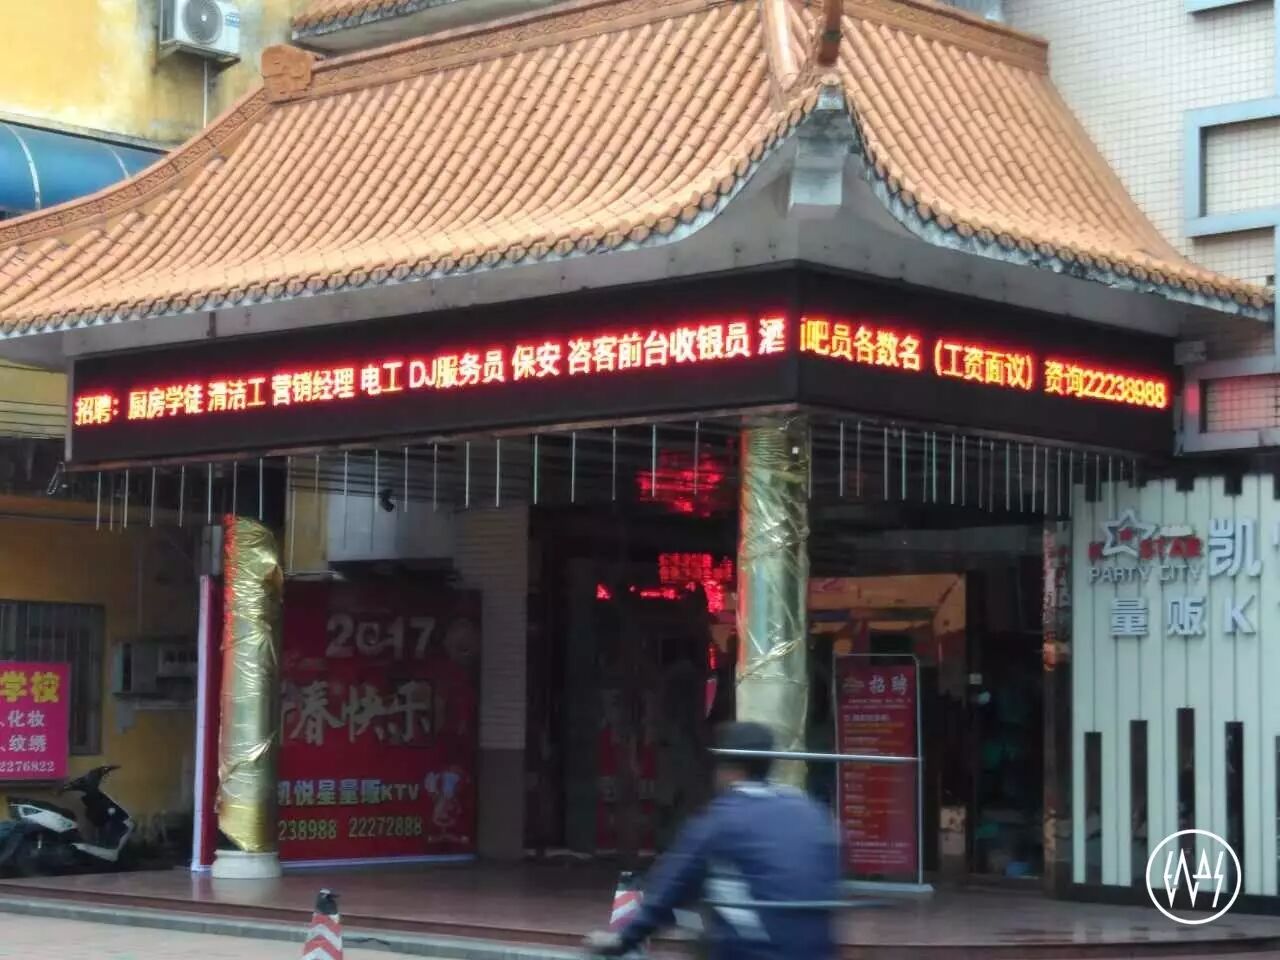 招聘：厨房学徒 清洁工 营销经理 电工 DJ服务员 保安 咨客前台收银员 酒吧员各数名（工资面议）资询22238988
STAR
PARTY CITY
凯
量贩K
2017
春快乐
凯悦星量贩KTV
238988 22272888
招聘
学校
化妆
纹绣
2276822